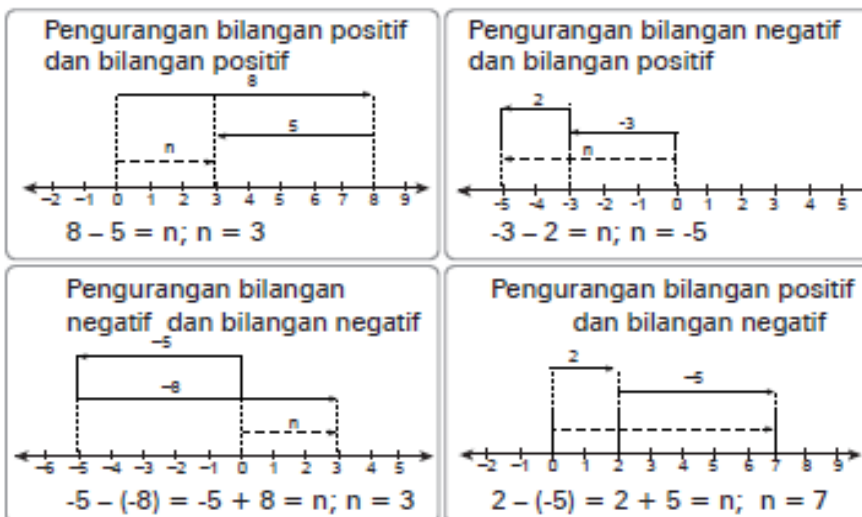 Pengurangan bilangan positif
dan bilangan positif
8
5
n
-2 -1 0 1 2 3 4 5 6 7 8 9
8 – 5 = n; n = 3
Pengurangan bilangan negatif
dan bilangan positif
2
-3
n
-5 -4 -3 -2 -1 0 1 2 3 4 5
-3 – 2 = n; n = -5
Pengurangan bilangan
negatif dan bilangan negatif
–5
–8
n
-6 -5 -4 -3 -2 -1 0 1 2 3 4 5
-5 – (-8) = -5 + 8 = n; n = 3
Pengurangan bilangan positif
dan bilangan negatif
2
–5
-2 -1 0 1 2 3 4 5 6 7 8 9
2 – (-5) = 2 + 5 = n; n = 7